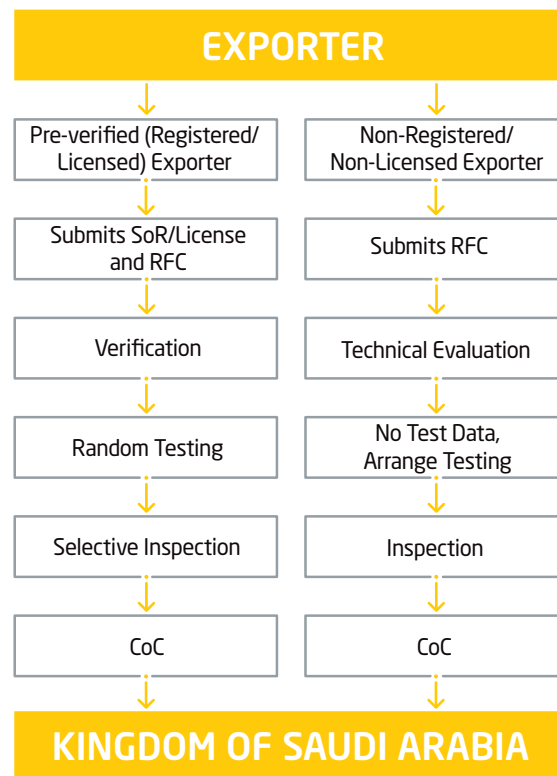 EXPORTER
Pre-verified (Registered/
Licensed) Exporter
Non-Registered/
Non-Licensed Exporter
Submits SoR/License
and RFC
Submits RFC
Verification
Technical Evaluation
Random Testing
No Test Data,
Arrange Testing
Selective Inspection
Inspection
CoC
CoC
KINGDOM OF SAUDI ARABIA